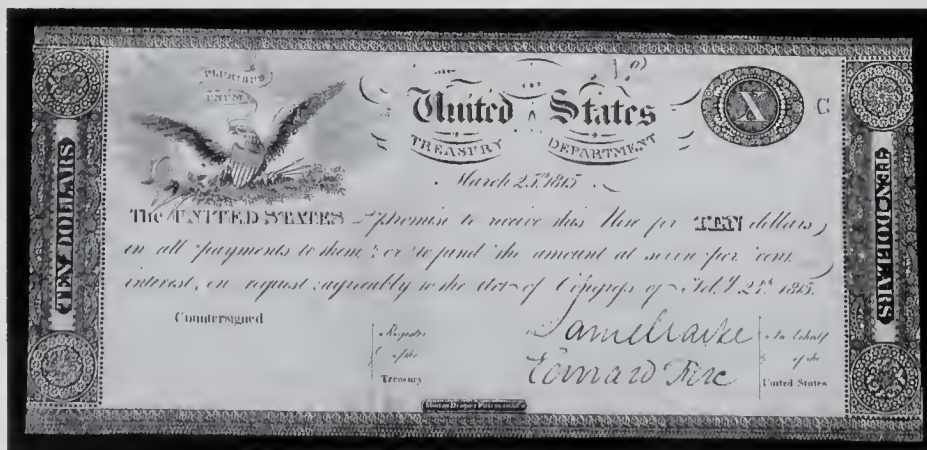 PLURIBUS
UNUM
United States
X
C
TREASURY DEPARTMENT
March 25th 1815
The UNITED STATES promise to receive this Note for TEN dollars,
in all payments to them; or to fund the amount at seven per cent
interest, on request agreeably to the Act of Congress of Feb.y 24th 1815.
Countersigned
Register
of the
Treasury
Edward Fox
In behalf
of the
United States
TEN DOLLARS
TEN DOLLARS